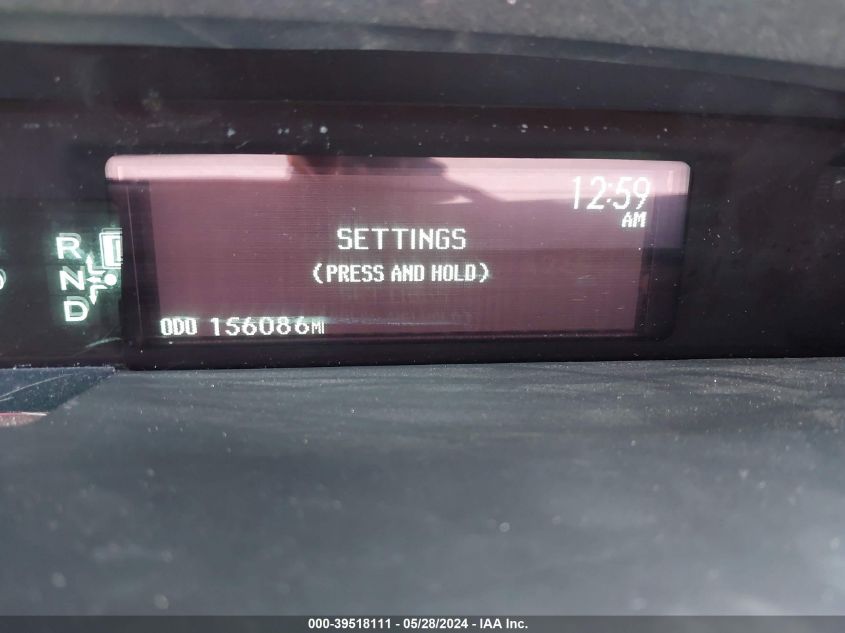 12:59
AM
SETTINGS
(PRESS AND HOLD)
R
N
D
ODO 156086MI
000-39518111 - 05/28/2024 - IAA Inc.